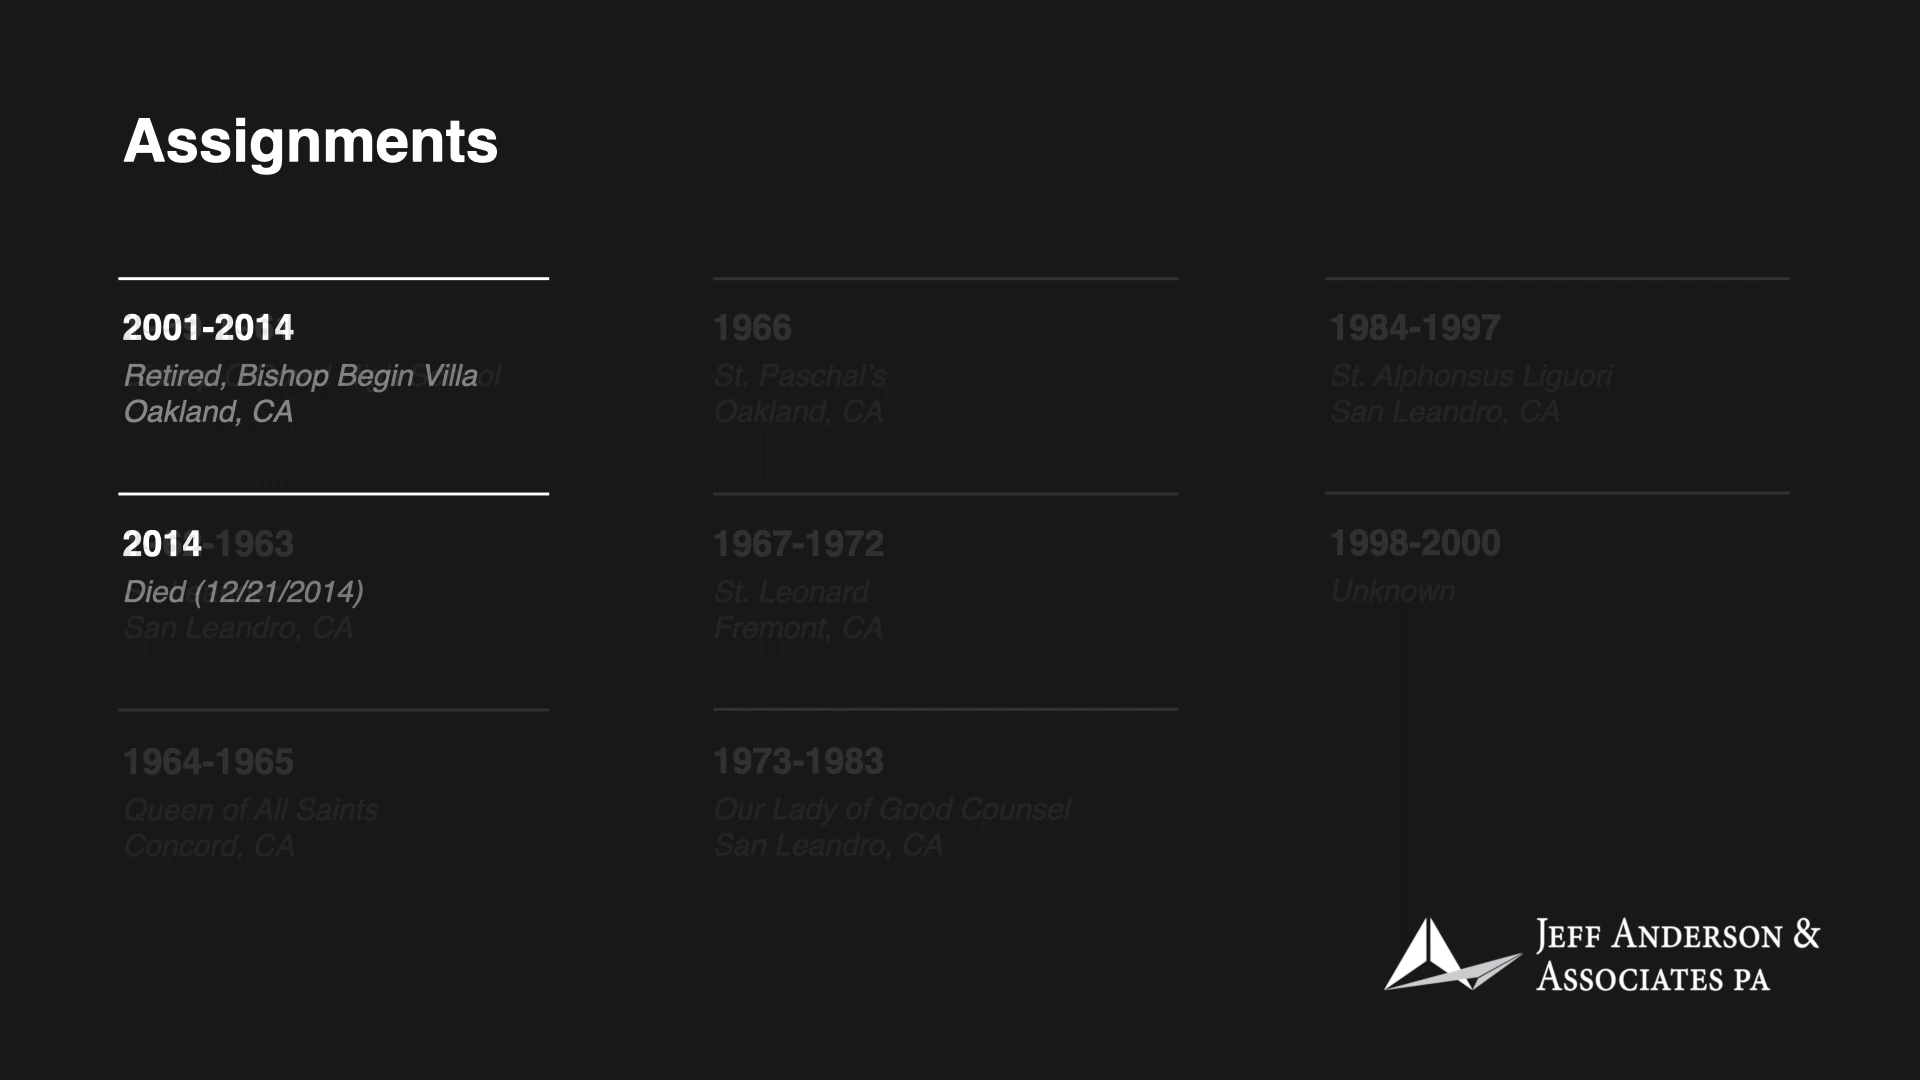 Assignments
2001-2014
Retired, Bishop Begin Villa
Oakland, CA
2014
Died (12/21/2014)
-1963
San Leandro, CA
1964-1965
Queen of All Saints
Concord, CA
1966
St. Paschal's
Oakland, CA
1967-1972
St. Leonard
Fremont, CA
1973-1983
Our Lady of Good Counsel
San Leandro, CA
1984-1997
St. Alphonsus Liguori
San Leandro, CA
1998-2000
Unknown
JEFF ANDERSON &
ASSOCIATES PA